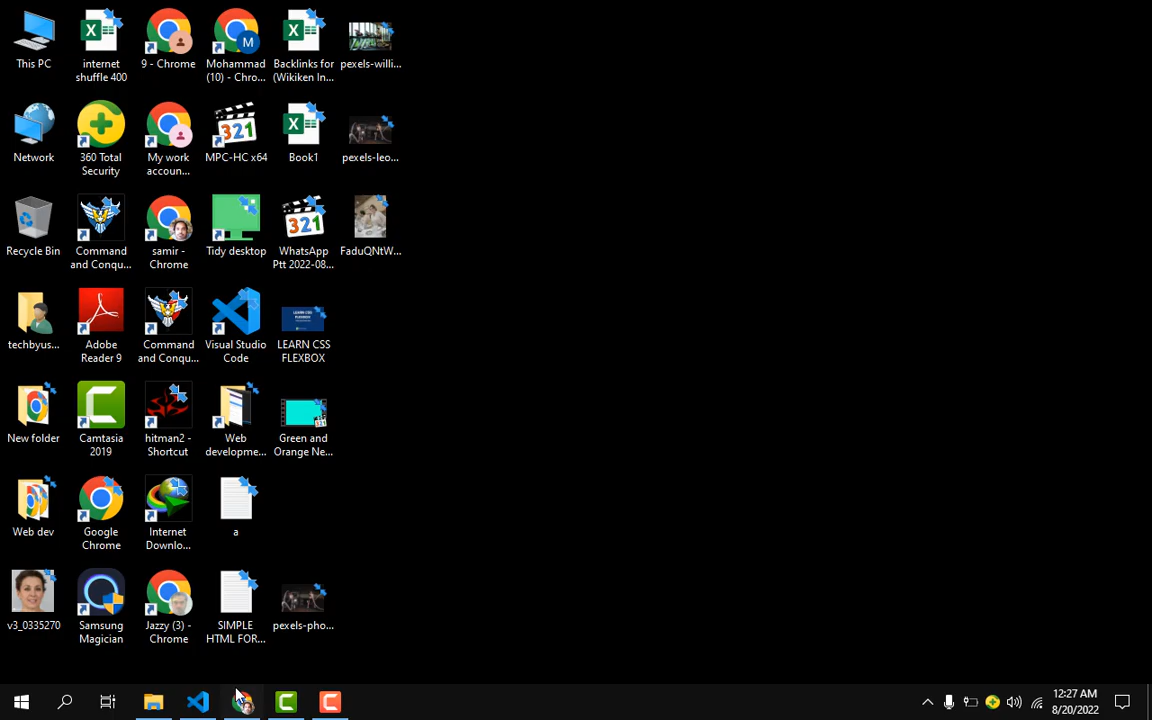 This PC
internet
shuffle 400
9 - Chrome
Mohammad
(10) - Chro...
Backlinks for
(Wikiken In...
pexels-willi...
Network
360 Total
Security
My work
accoun...
MPC-HC x64
Book1
pexels-leo...
Recycle Bin
Command
and Conqu...
samir -
Chrome
Tidy desktop
WhatsApp
Ptt 2022-08...
FaduQNtW...
techbyus...
Adobe
Reader 9
Command
and Conqu...
Visual Studio
Code
LEARN CSS
FLEXBOX
New folder
Camtasia
2019
hitman2 -
Shortcut
Web
developme...
Green and
Orange Ne...
Web dev
Google
Chrome
Internet
Downlo...
a
v3_0335270
Samsung
Magician
Jazzy (3) -
Chrome
SIMPLE
HTML FOR...
pexels-pho...
12:27 AM
8/20/2022